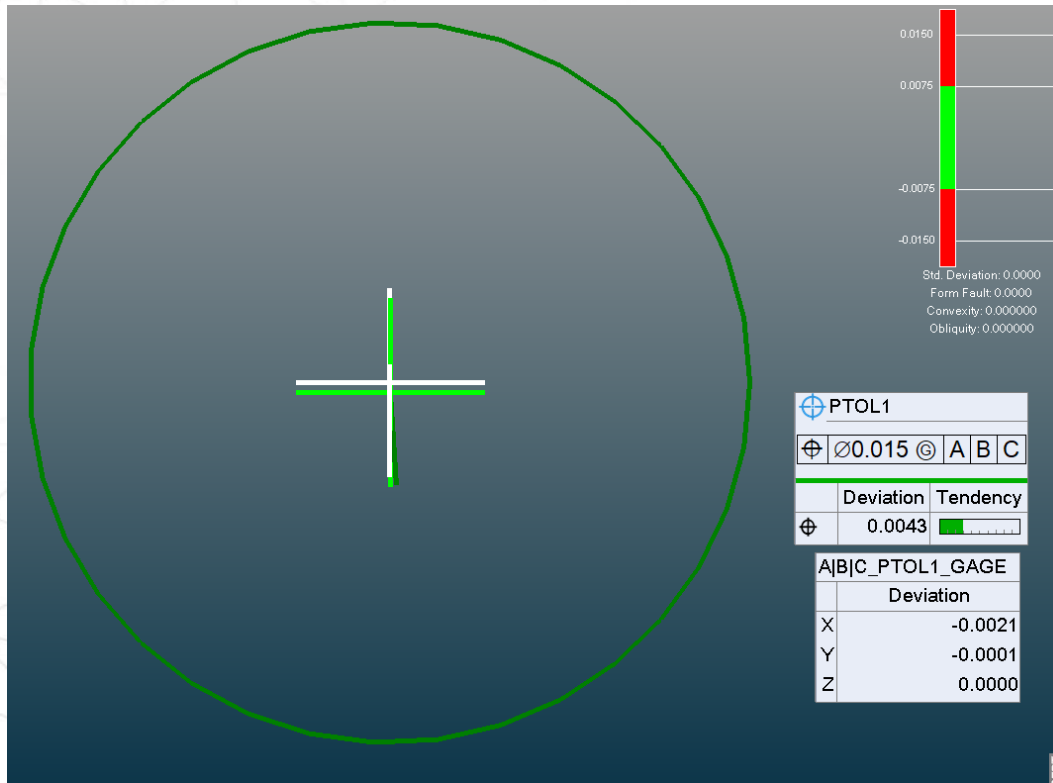 0.0150
0.0075
-0.0075
-0.0150
Std. Deviation: 0.0000
Form Fault: 0.0000
Convexity: 0.000000
Obliquity: 0.000000
PTOL1
⌖ ∅0.015 Ⓖ A B C
Deviation Tendency
⌖ 0.0043
A|B|C_PTOL1_GAGE
Deviation
X -0.0021
Y -0.0001
Z 0.0000